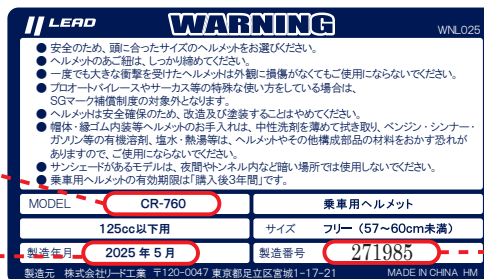 LEAD WARNING WNL025
● 安全のため、頭に合ったサイズのヘルメットをお選びください。
● ヘルメットのあご紐は、しっかり締めてください。
● 一度でも大きな衝撃を受けたヘルメットは外観に損傷がなくてもご使用にならないでください。
● プロオートバイレースやサーカス等の特殊な使い方をしている場合は、
SGマーク補償制度の対象外となります。
● ヘルメットは安全確保のため、改造及び塗装することはやめてください。
● 帽体・縁ゴム内装等ヘルメットのお手入れは、中性洗剤を薄めて拭き取り、ベンジン・シンナー・
ガソリン等の有機溶剤、塩水・熱湯等は、ヘルメットやその他構成部品の材料をおかす恐れが
ありますので、ご使用にならないでください。
● サンシェードがあるモデルは、夜間やトンネル内など暗い場所では使用しないでください。
● 乗車用ヘルメットの有効期限は「購入後3年間」です。
MODEL CR-760 乗車用ヘルメット
125cc以下用 サイズ フリー（57～60cm未満）
製造年月 2025年5月 製造番号 271985
製造元 株式会社リード工業 〒120-0047 東京都足立区宮城1-17-21 MADE IN CHINA HM